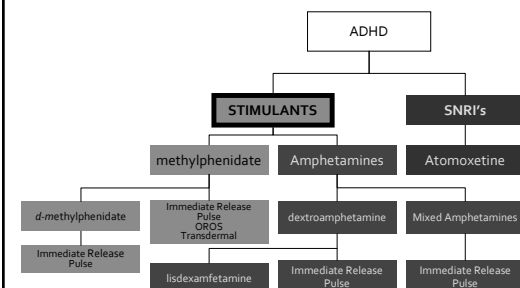 ADHD
STIMULANTS
SNRI's
methylphenidate
Amphetamines
Atomoxetine
d-methylphenidate
Immediate Release
Pulse
OROS
Transdermal
dextroamphetamine
Mixed Amphetamines
Immediate Release
Pulse
lisdexamfetamine
Immediate Release
Pulse
Immediate Release
Pulse